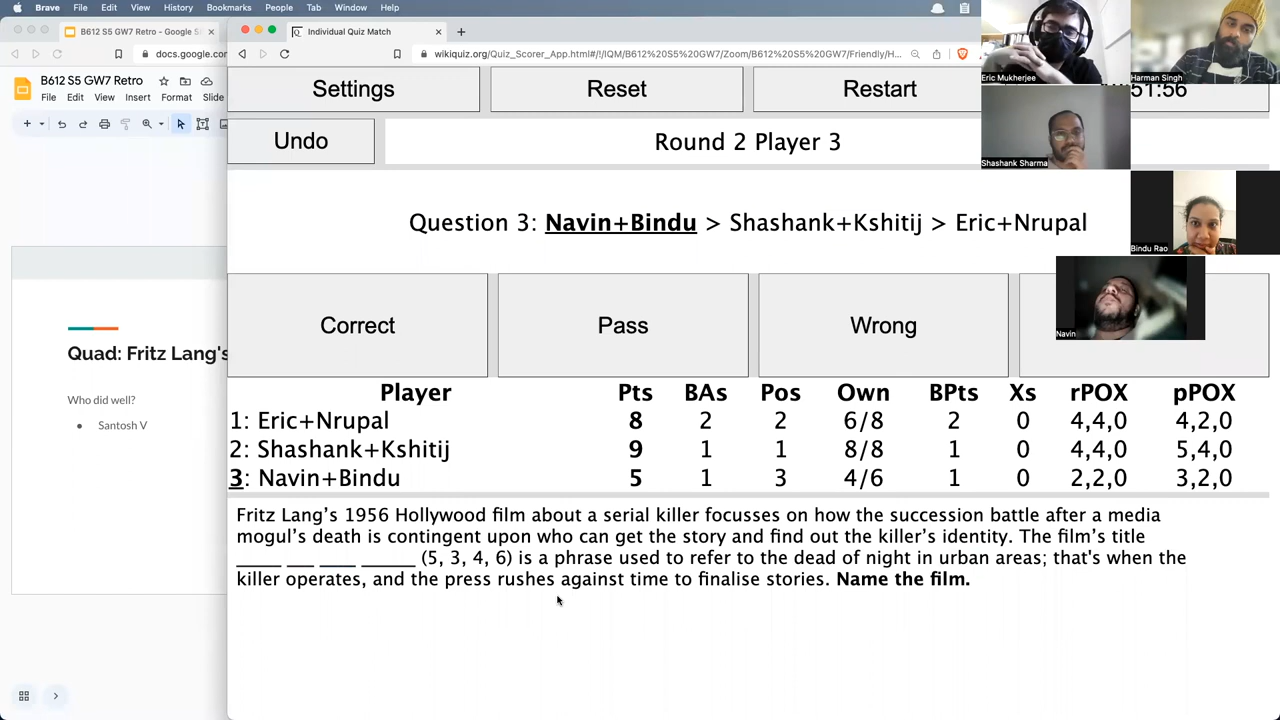 Brave File Edit View History Bookmarks People Tab Window Help
B612 S5 GW7 Retro - Google S
Individual Quiz Match
docs.google.com
wikiquiz.org/Quiz_Scorer_App.html#/!/IQM/B612%20S5%20GW7/Zoom/B612%20S5%20GW7/Friendly/H...
B612 S5 GW7 Retro
File Edit View Insert Format Slide
Settings Reset Restart 51:56
Undo Round 2 Player 3
Eric Mukherjee
Harman Singh
Shashank Sharma
Bindu Rao
Navin
Question 3: Navin+Bindu > Shashank+Kshitij > Eric+Nrupal
Correct Pass Wrong
Quad: Fritz Lang's
Who did well?
● Santosh V
Player Pts BAs Pos Own BPts Xs rPOX pPOX
1: Eric+Nrupal 8 2 2 6/8 2 0 4,4,0 4,2,0
2: Shashank+Kshitij 9 1 1 8/8 1 0 4,4,0 5,4,0
3: Navin+Bindu 5 1 3 4/6 1 0 2,2,0 3,2,0
Fritz Lang’s 1956 Hollywood film about a serial killer focusses on how the succession battle after a media
mogul’s death is contingent upon who can get the story and find out the killer’s identity. The film’s title
_____ ___ ____ ______ (5, 3, 4, 6) is a phrase used to refer to the dead of night in urban areas; that's when the
killer operates, and the press rushes against time to finalise stories. Name the film.